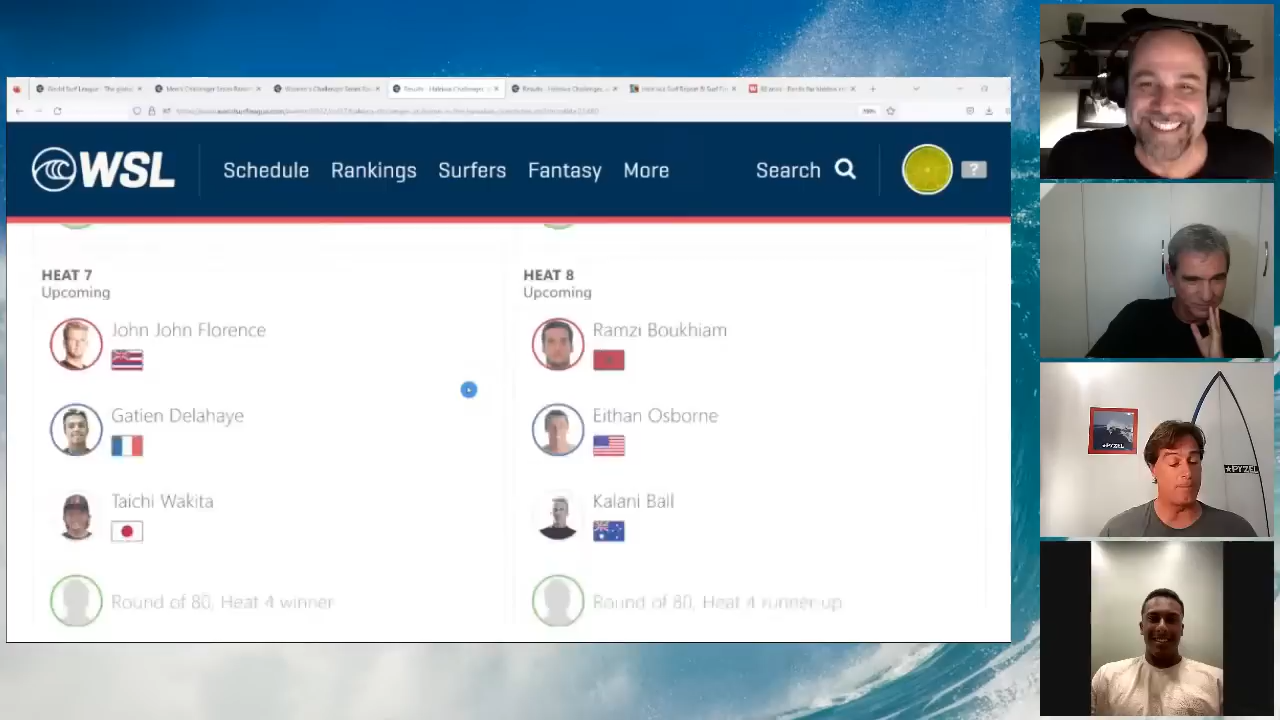 WSL
Schedule Rankings Surfers Fantasy More
Search
?
HEAT 7
Upcoming
John John Florence
Gatien Delahaye
Taichi Wakita
Round of 80, Heat 4 winner
HEAT 8
Upcoming
Ramzi Boukhiam
Eithan Osborne
Kalani Ball
Round of 80, Heat 4 runner-up
PYZEL
PYZEL